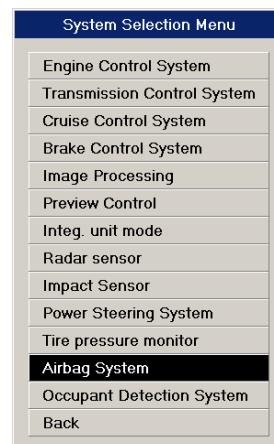 System Selection Menu
Engine Control System
Transmission Control System
Cruise Control System
Brake Control System
Image Processing
Preview Control
Integ. unit mode
Radar sensor
Impact Sensor
Power Steering System
Tire pressure monitor
Airbag System
Occupant Detection System
Back